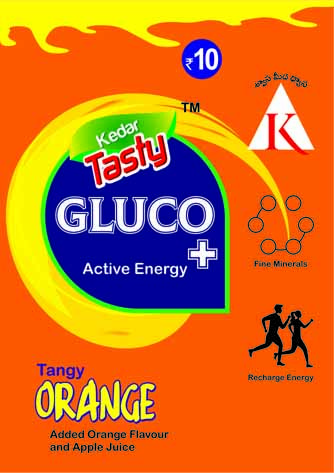 ₹10
TM
Kedar
Tasty
K
GLUCO
+
Active Energy
Fine Minerals
Recharge Energy
Tangy
ORANGE
Added Orange Flavour
and Apple Juice